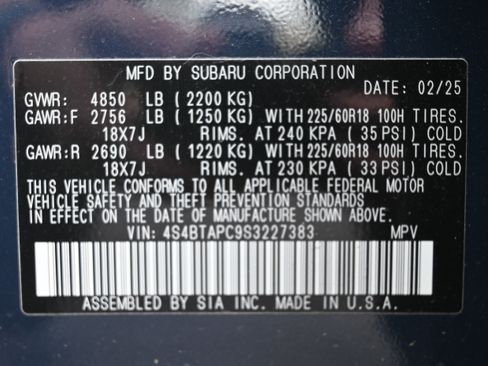 MFD BY SUBARU CORPORATION
DATE: 02/25
GVWR: 4850 LB (2200 KG)
GAWR:F 2756 LB (1250 KG) WITH 225/60R18 100H TIRES.
18X7J RIMS. AT 240 KPA (35 PSI) COLD
GAWR:R 2690 LB (1220 KG) WITH 225/60R18 100H TIRES.
18X7J RIMS. AT 230 KPA (33 PSI) COLD
THIS VEHICLE CONFORMS TO ALL APPLICABLE FEDERAL MOTOR
VEHICLE SAFETY AND THEFT PREVENTION STANDARDS
IN EFFECT ON THE DATE OF MANUFACTURE SHOWN ABOVE.
VIN: 4S4BTAPC9S3227383 MPV
ASSEMBLED BY SIA INC. MADE IN U.S.A.